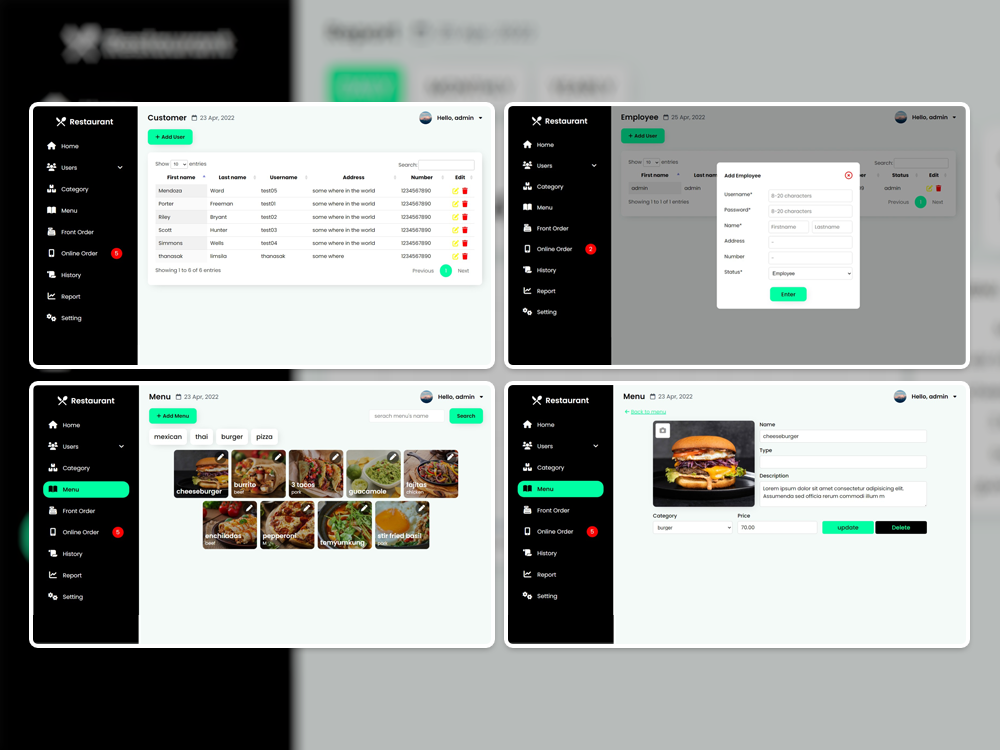 Restaurant
Report 25 Apr, 2022
Restaurant
Home
Users
Category
Menu
Front Order
Online Order 5
History
Report
Setting
Customer 23 Apr, 2022
Hello, admin
+ Add User
Show 10 entries
Search:
First name Last name Username Address Number Edit
Mendoza Ward test05 some where in the world 1234567890
Porter Freeman test01 some where in the world 1234567890
Riley Bryant test02 some where in the world 1234567890
Scott Hunter test03 some where in the world 1234567890
Simmons Wells test04 some where in the world 1234567890
thanasak limsila thanasak some where 1234567890
Showing 1 to 6 of 6 entries
Previous 1 Next
Restaurant
Home
Users
Category
Menu
Front Order
Online Order 2
History
Report
Setting
Employee 25 Apr, 2022
Hello, admin
+ Add User
Show 10 entries
Search:
First name Last nam
ber Status Edit
admin admin
admin
Showing 1 to 1 of 1 entries
Previous 1 Next
Add Employee
Username* 8-20 characters
Password* 8-20 characters
Name* Firstname Lastname
Address -
Number -
Status* Employee
Enter
Restaurant
Home
Users
Category
Menu
Front Order
Online Order 5
History
Report
Setting
Menu 23 Apr, 2022
Hello, admin
+ Add Menu
serach menu's name
Search
mexican thai burger pizza
cheeseburger
burrito
beef
3 tacos
pork
guacamole
fajitas
chicken
enchiladas
beef
pepperoni
M
tomyumkung
stir fried basil
pork
Restaurant
Home
Users
Category
Menu
Front Order
Online Order 5
History
Report
Setting
Menu 23 Apr, 2022
Hello, admin
Back to menu
Name
cheeseburger
Type
Description
Lorem ipsum dolor sit amet consectetur adipisicing elit.
Assumenda sed officia rerum commodi illum m
Category
burger
Price
70.00
update
Delete